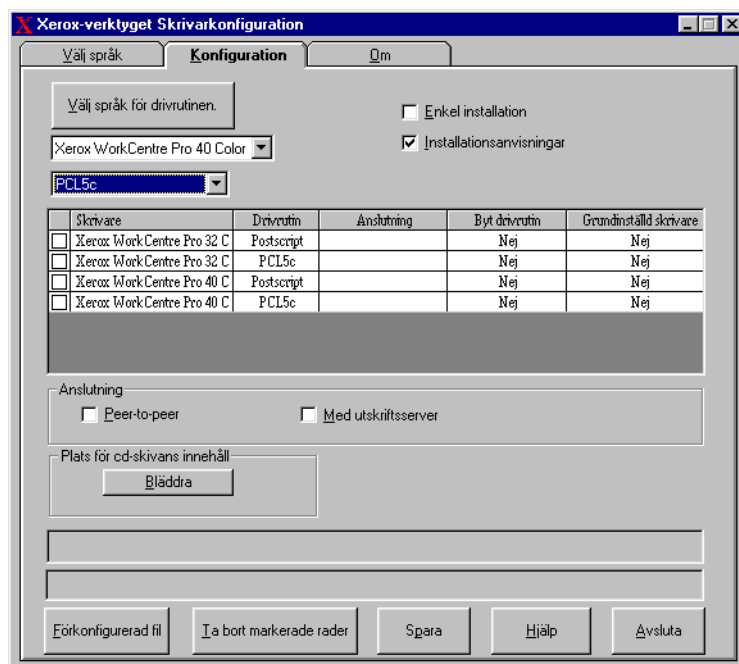 Xerox-verktyget Skrivarkonfiguration
Välj språk
Konfiguration
Om
Välj språk för drivrutinen.
Enkel installation
Xerox WorkCentre Pro 40 Color
Installationsanvisningar
PCL5c
Skrivare Drivrutin Anslutning Byt drivrutin Grundinställd skrivare
Xerox WorkCentre Pro 32 C Postscript Nej Nej
Xerox WorkCentre Pro 32 C PCL5c Nej Nej
Xerox WorkCentre Pro 40 C Postscript Nej Nej
Xerox WorkCentre Pro 40 C PCL5c Nej Nej
Anslutning
Peer-to-peer
Med utskriftsserver
Plats för cd-skivans innehåll
Bläddra
Förkonfigurerad fil
Ta bort markerade rader
Spara
Hjälp
Avsluta